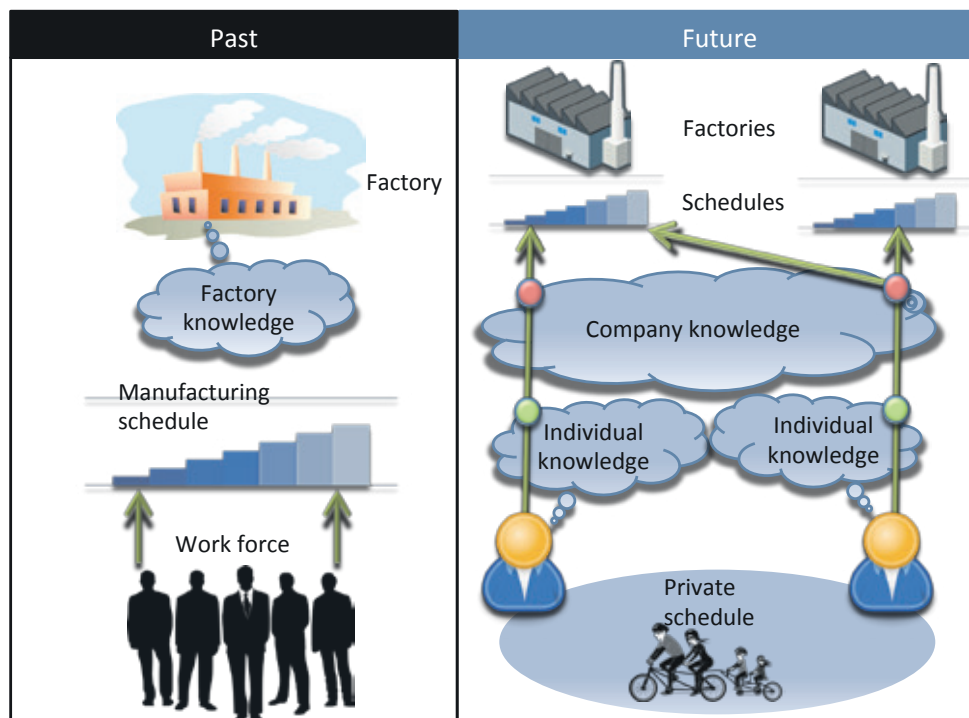 Past
Factory
Factory
knowledge
Manufacturing
schedule
Work force
Future
Factories
Schedules
Company knowledge
Individual
knowledge
Individual
knowledge
Private
schedule